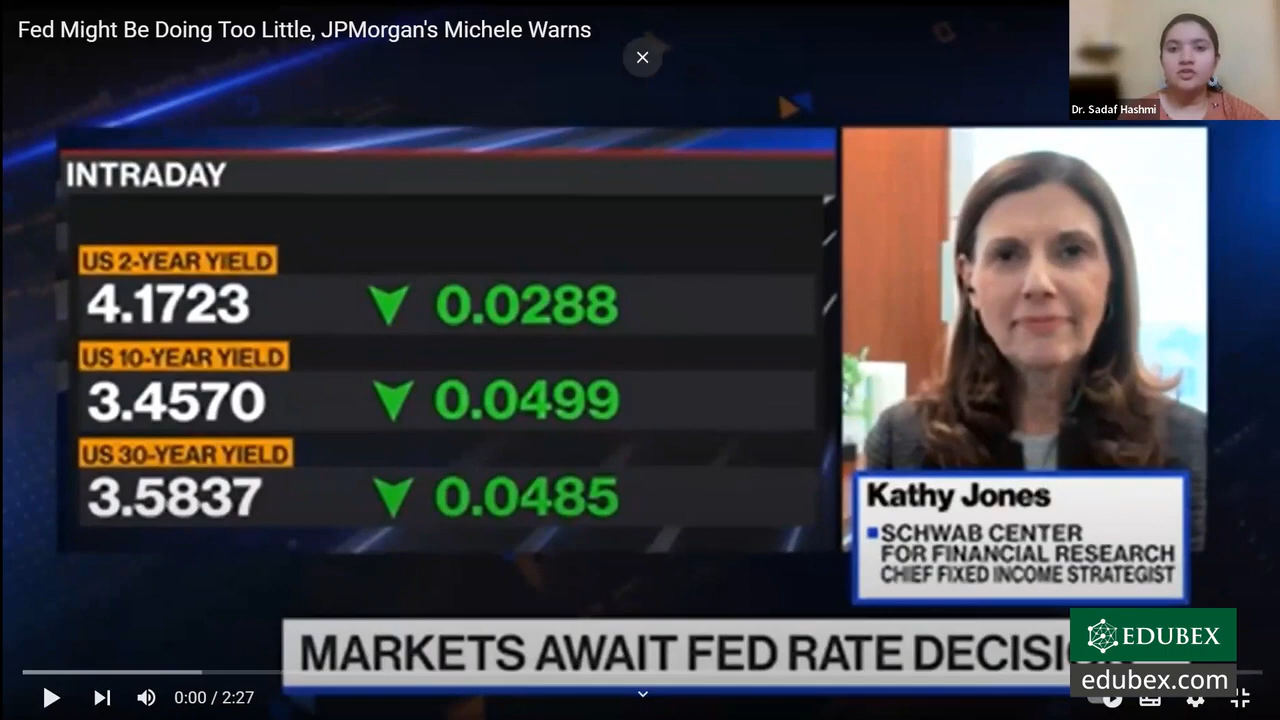 Fed Might Be Doing Too Little, JPMorgan's Michele Warns
Dr. Sadaf Hashmi
INTRADAY
US 2-YEAR YIELD
4.1723 0.0288
US 10-YEAR YIELD
3.4570 0.0499
US 30-YEAR YIELD
3.5837 0.0485
Kathy Jones
SCHWAB CENTER
FOR FINANCIAL RESEARCH
CHIEF FIXED INCOME STRATEGIST
MARKETS AWAIT FED RATE
EDUBEX
edubex.com
0:00 / 2:27